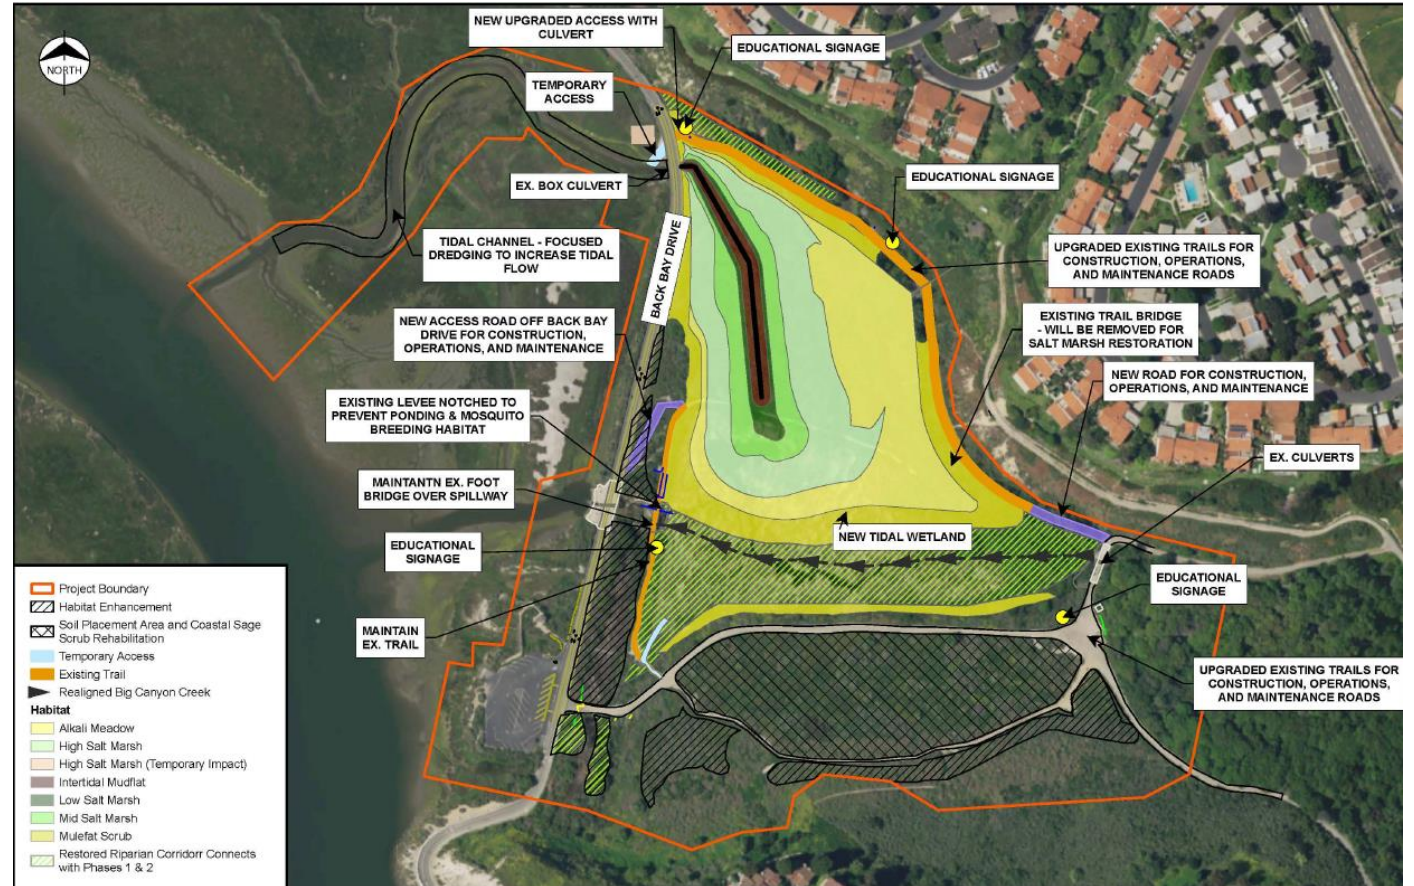 NEW UPGRADED ACCESS WITH
CULVERT
EDUCATIONAL SIGNAGE
NORTH
TEMPORARY
ACCESS
EX. BOX CULVERT
EDUCATIONAL SIGNAGE
TIDAL CHANNEL - FOCUSED
DREDGING TO INCREASE TIDAL
FLOW
BACK BAY DRIVE
UPGRADED EXISTING TRAILS FOR
CONSTRUCTION, OPERATIONS,
AND MAINTENANCE ROADS
NEW ACCESS ROAD OFF BACK BAY
DRIVE FOR CONSTRUCTION,
OPERATIONS, AND MAINTENANCE
EXISTING TRAIL BRIDGE
- WILL BE REMOVED FOR
SALT MARSH RESTORATION
NEW ROAD FOR CONSTRUCTION,
OPERATIONS, AND MAINTENANCE
EXISTING LEVEE NOTCHED TO
PREVENT PONDING & MOSQUITO
BREEDING HABITAT
EX. CULVERTS
MAINTANTN EX. FOOT
BRIDGE OVER SPILLWAY
NEW TIDAL WETLAND
EDUCATIONAL
SIGNAGE
EDUCATIONAL
SIGNAGE
MAINTAIN
EX. TRAIL
UPGRADED EXISTING TRAILS FOR
CONSTRUCTION, OPERATIONS,
AND MAINTENANCE ROADS
Project Boundary
Habitat Enhancement
Soil Placement Area and Coastal Sage
Scrub Rehabilitation
Temporary Access
Existing Trail
Realigned Big Canyon Creek
Habitat
Alkali Meadow
High Salt Marsh
High Salt Marsh (Temporary Impact)
Intertidal Mudflat
Low Salt Marsh
Mid Salt Marsh
Mulefat Scrub
Restored Riparian Corridorr Connects
with Phases 1 & 2